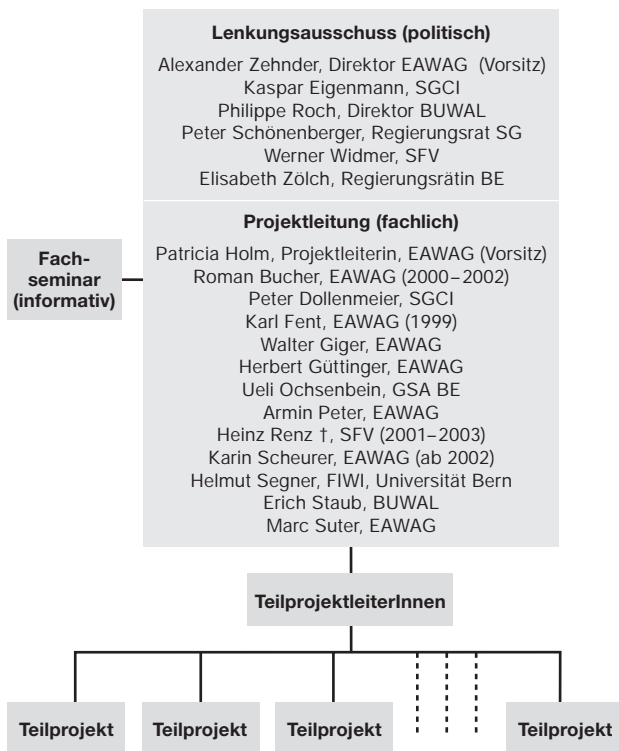 Lenkungsausschuss (politisch)
Alexander Zehnder, Direktor EAWAG (Vorsitz)
Kaspar Eigenmann, SGCI
Philippe Roch, Direktor BUWAL
Peter Schönenberger, Regierungsrat SG
Werner Widmer, SFV
Elisabeth Zölch, Regierungsrätin BE
Projektleitung (fachlich)
Patricia Holm, Projektleiterin, EAWAG (Vorsitz)
Roman Bucher, EAWAG (2000–2002)
Peter Dollenmeier, SGCI
Karl Fent, EAWAG (1999)
Walter Giger, EAWAG
Herbert Güttinger, EAWAG
Ueli Ochsenbein, GSA BE
Armin Peter, EAWAG
Heinz Renz †, SFV (2001–2003)
Karin Scheurer, EAWAG (ab 2002)
Helmut Segner, FIWI, Universität Bern
Erich Staub, BUWAL
Marc Suter, EAWAG
Fach-
seminar
(informativ)
TeilprojektleiterInnen
Teilprojekt
Teilprojekt
Teilprojekt
Teilprojekt